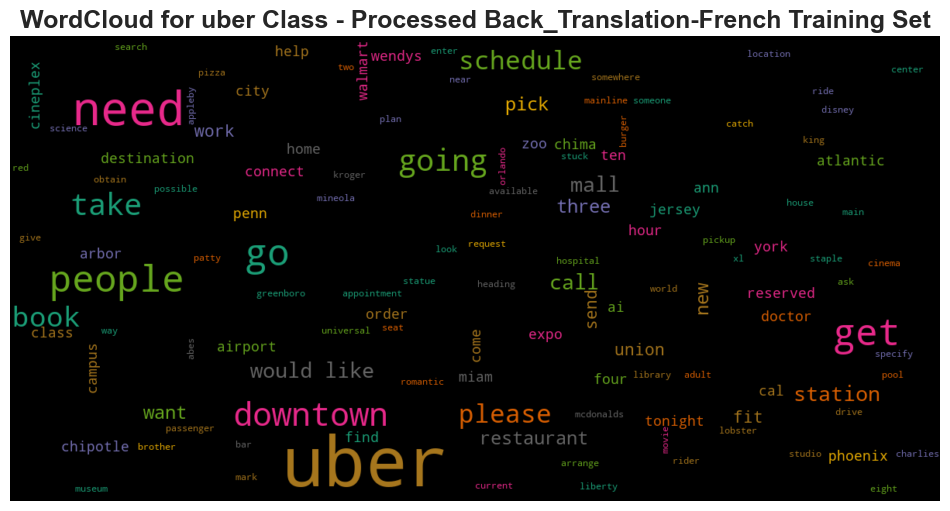 WordCloud for uber Class - Processed Back_Translation-French Training Set
search
help
wendys
enter
schedule
location
center
cineplex
pizza
two
walmart
near
somewhere
need
appleby
city
pick
mainline
someone
ride
disney
science
work
plan
burger
catch
king
home
going
zoo
chima
stuck
ten
atlantic
red
destination
connect
kroger
orlando
obtain
possible
available
mall
ann
take
mineola
penn
dinner
three
jersey
house
main
give
arbor
patty
go
look
request
hour
pickup
york
xl
staple
cinema
people
greenboro
appointment
statue
heading
hospital
call
send
world
new
reserved
ask
book
class
way
order
universal
seat
ai
doctor
campus
abes
airport
come
expo
union
get
specify
would like
romantic
miam
four
library
adult
cal
station
pool
want
passenger
downtown
please
mcdonalds
tonight
fit
drive
lobster
chipotle
brother
bar
find
restaurant
movie
uber
mark
arrange
rider
studio
phoenix
charlies
museum
current
liberty
eight